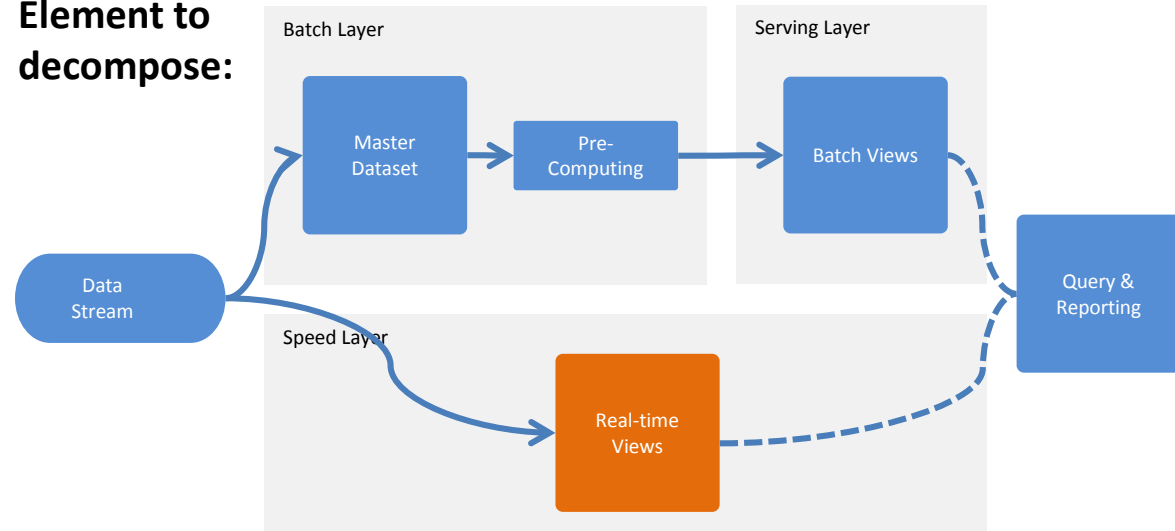 Element to
decompose:
Batch Layer
Serving Layer
Master
Dataset
Pre-
Computing
Batch Views
Data
Stream
Query &
Reporting
Speed Layer
Real-time
Views